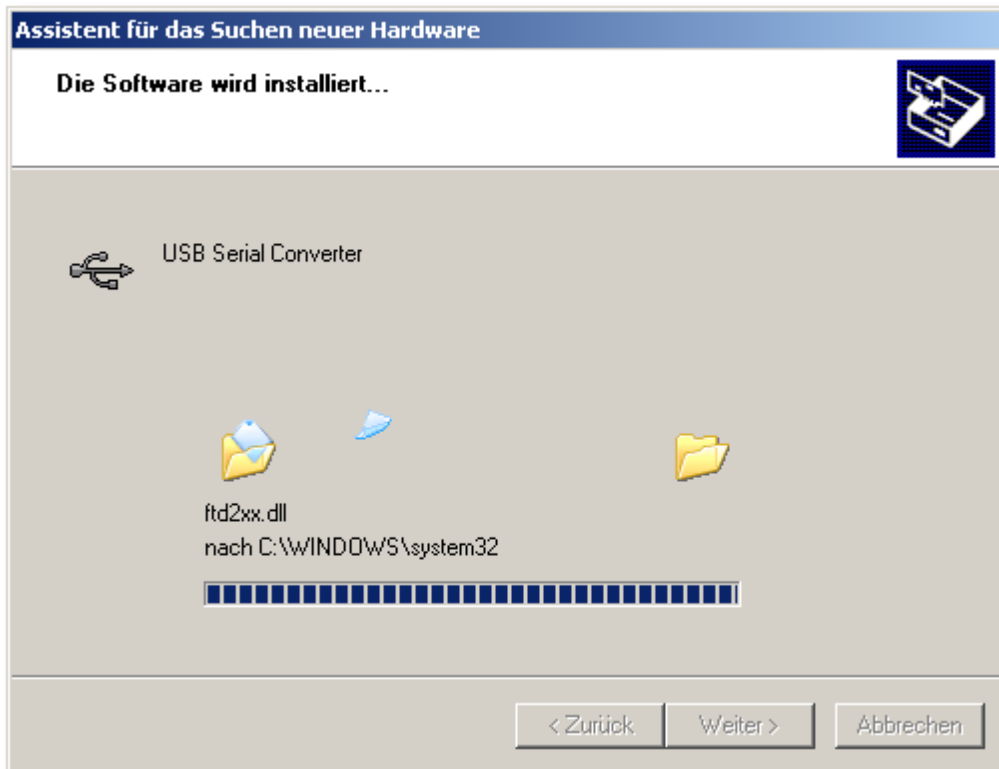 Assistent für das Suchen neuer Hardware
Die Software wird installiert...
USB Serial Converter
ftd2xx.dll
nach C:\WINDOWS\system32
< Zurück
Weiter >
Abbrechen